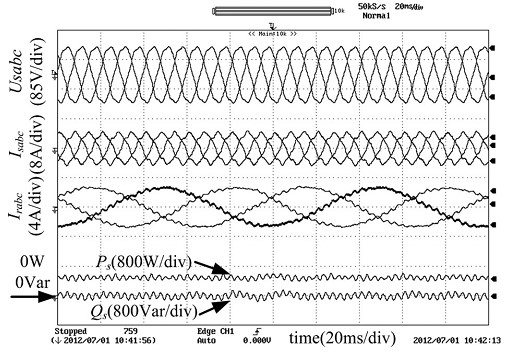 10k
50kS/s 20ms/div
Normal
<< Main:10k >>
Usabc
(85V/div)
Isabc
(8A/div)
Irabc
(4A/div)
0W
Ps(800W/div)
0Var
Qs(800Var/div)
Stopped 759 Edge CH1 time(20ms/div)
(↓2012/07/01 10:41:56) Auto 0.000V 2012/07/01 10:42:13